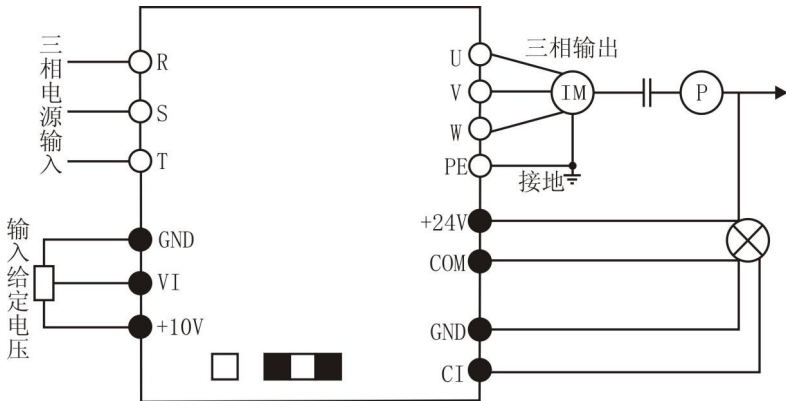 三相电源输入
R
S
T
输入给定电压
GND
VI
+10V
三相输出
U
V
W
PE
IM
P
接地
+24V
COM
GND
CI